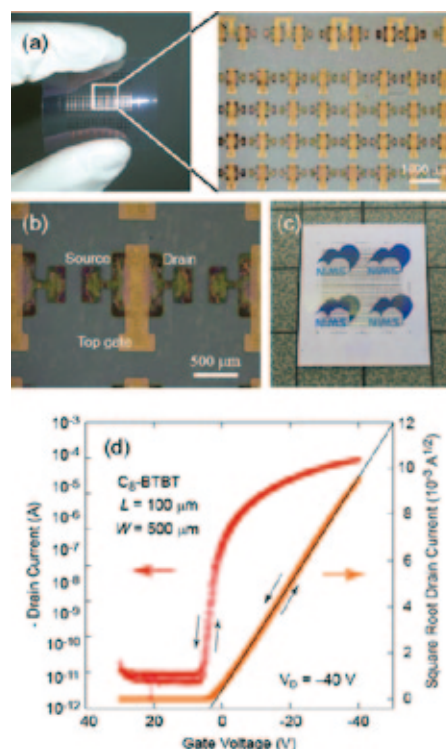 (a)
1000
(b)
Source
Drain
Top gate
500 μm
(c)
NIMS NIMS
NIMS NIMS
(d)
C8-BTBT
L = 100 μm
W = 500 μm
VD = –40 V
- Drain Current (A)
10-3
10-4
10-5
10-6
10-7
10-8
10-9
10-10
10-11
10-12
Square Root Drain Current (10-3 A1/2)
12
10
8
6
4
2
0
40 20 0 -20 -40
Gate Voltage (V)